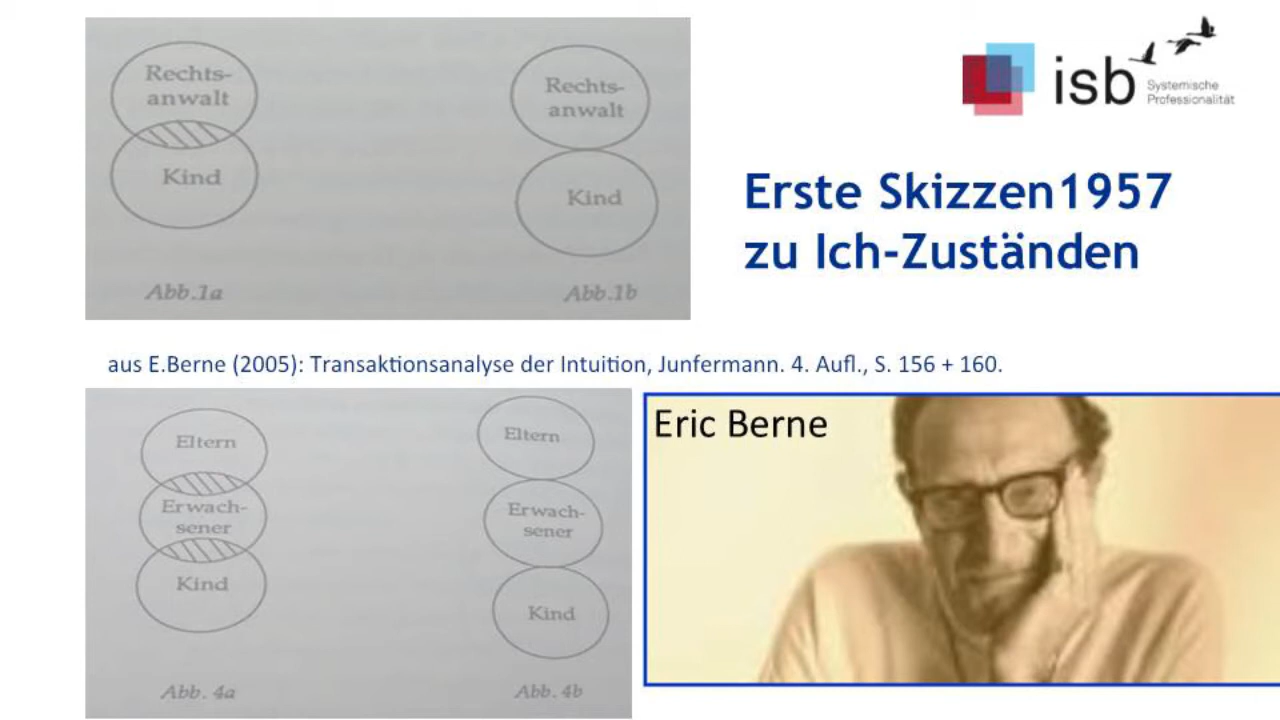 Rechts-
anwalt
Kind
Abb.1a
Rechts-
anwalt
Kind
Abb.1b
isb
Systemische
Professionalität
Erste Skizzen1957
zu Ich-Zuständen
aus E.Berne (2005): Transaktionsanalyse der Intuition, Junfermann. 4. Aufl., S. 156 + 160.
Eltern
Erwach-
sener
Kind
Abb. 4a
Eltern
Erwach-
sener
Kind
Abb. 4b
Eric Berne